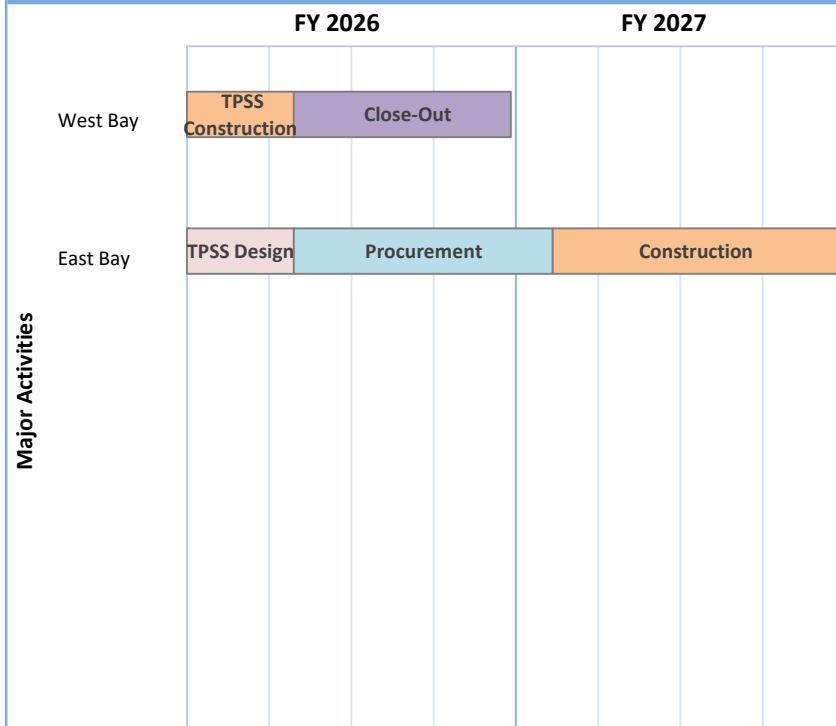 FY 2026
FY 2027
West Bay
TPSS
Construction
Close-Out
East Bay
TPSS Design
Procurement
Construction
Major Activities